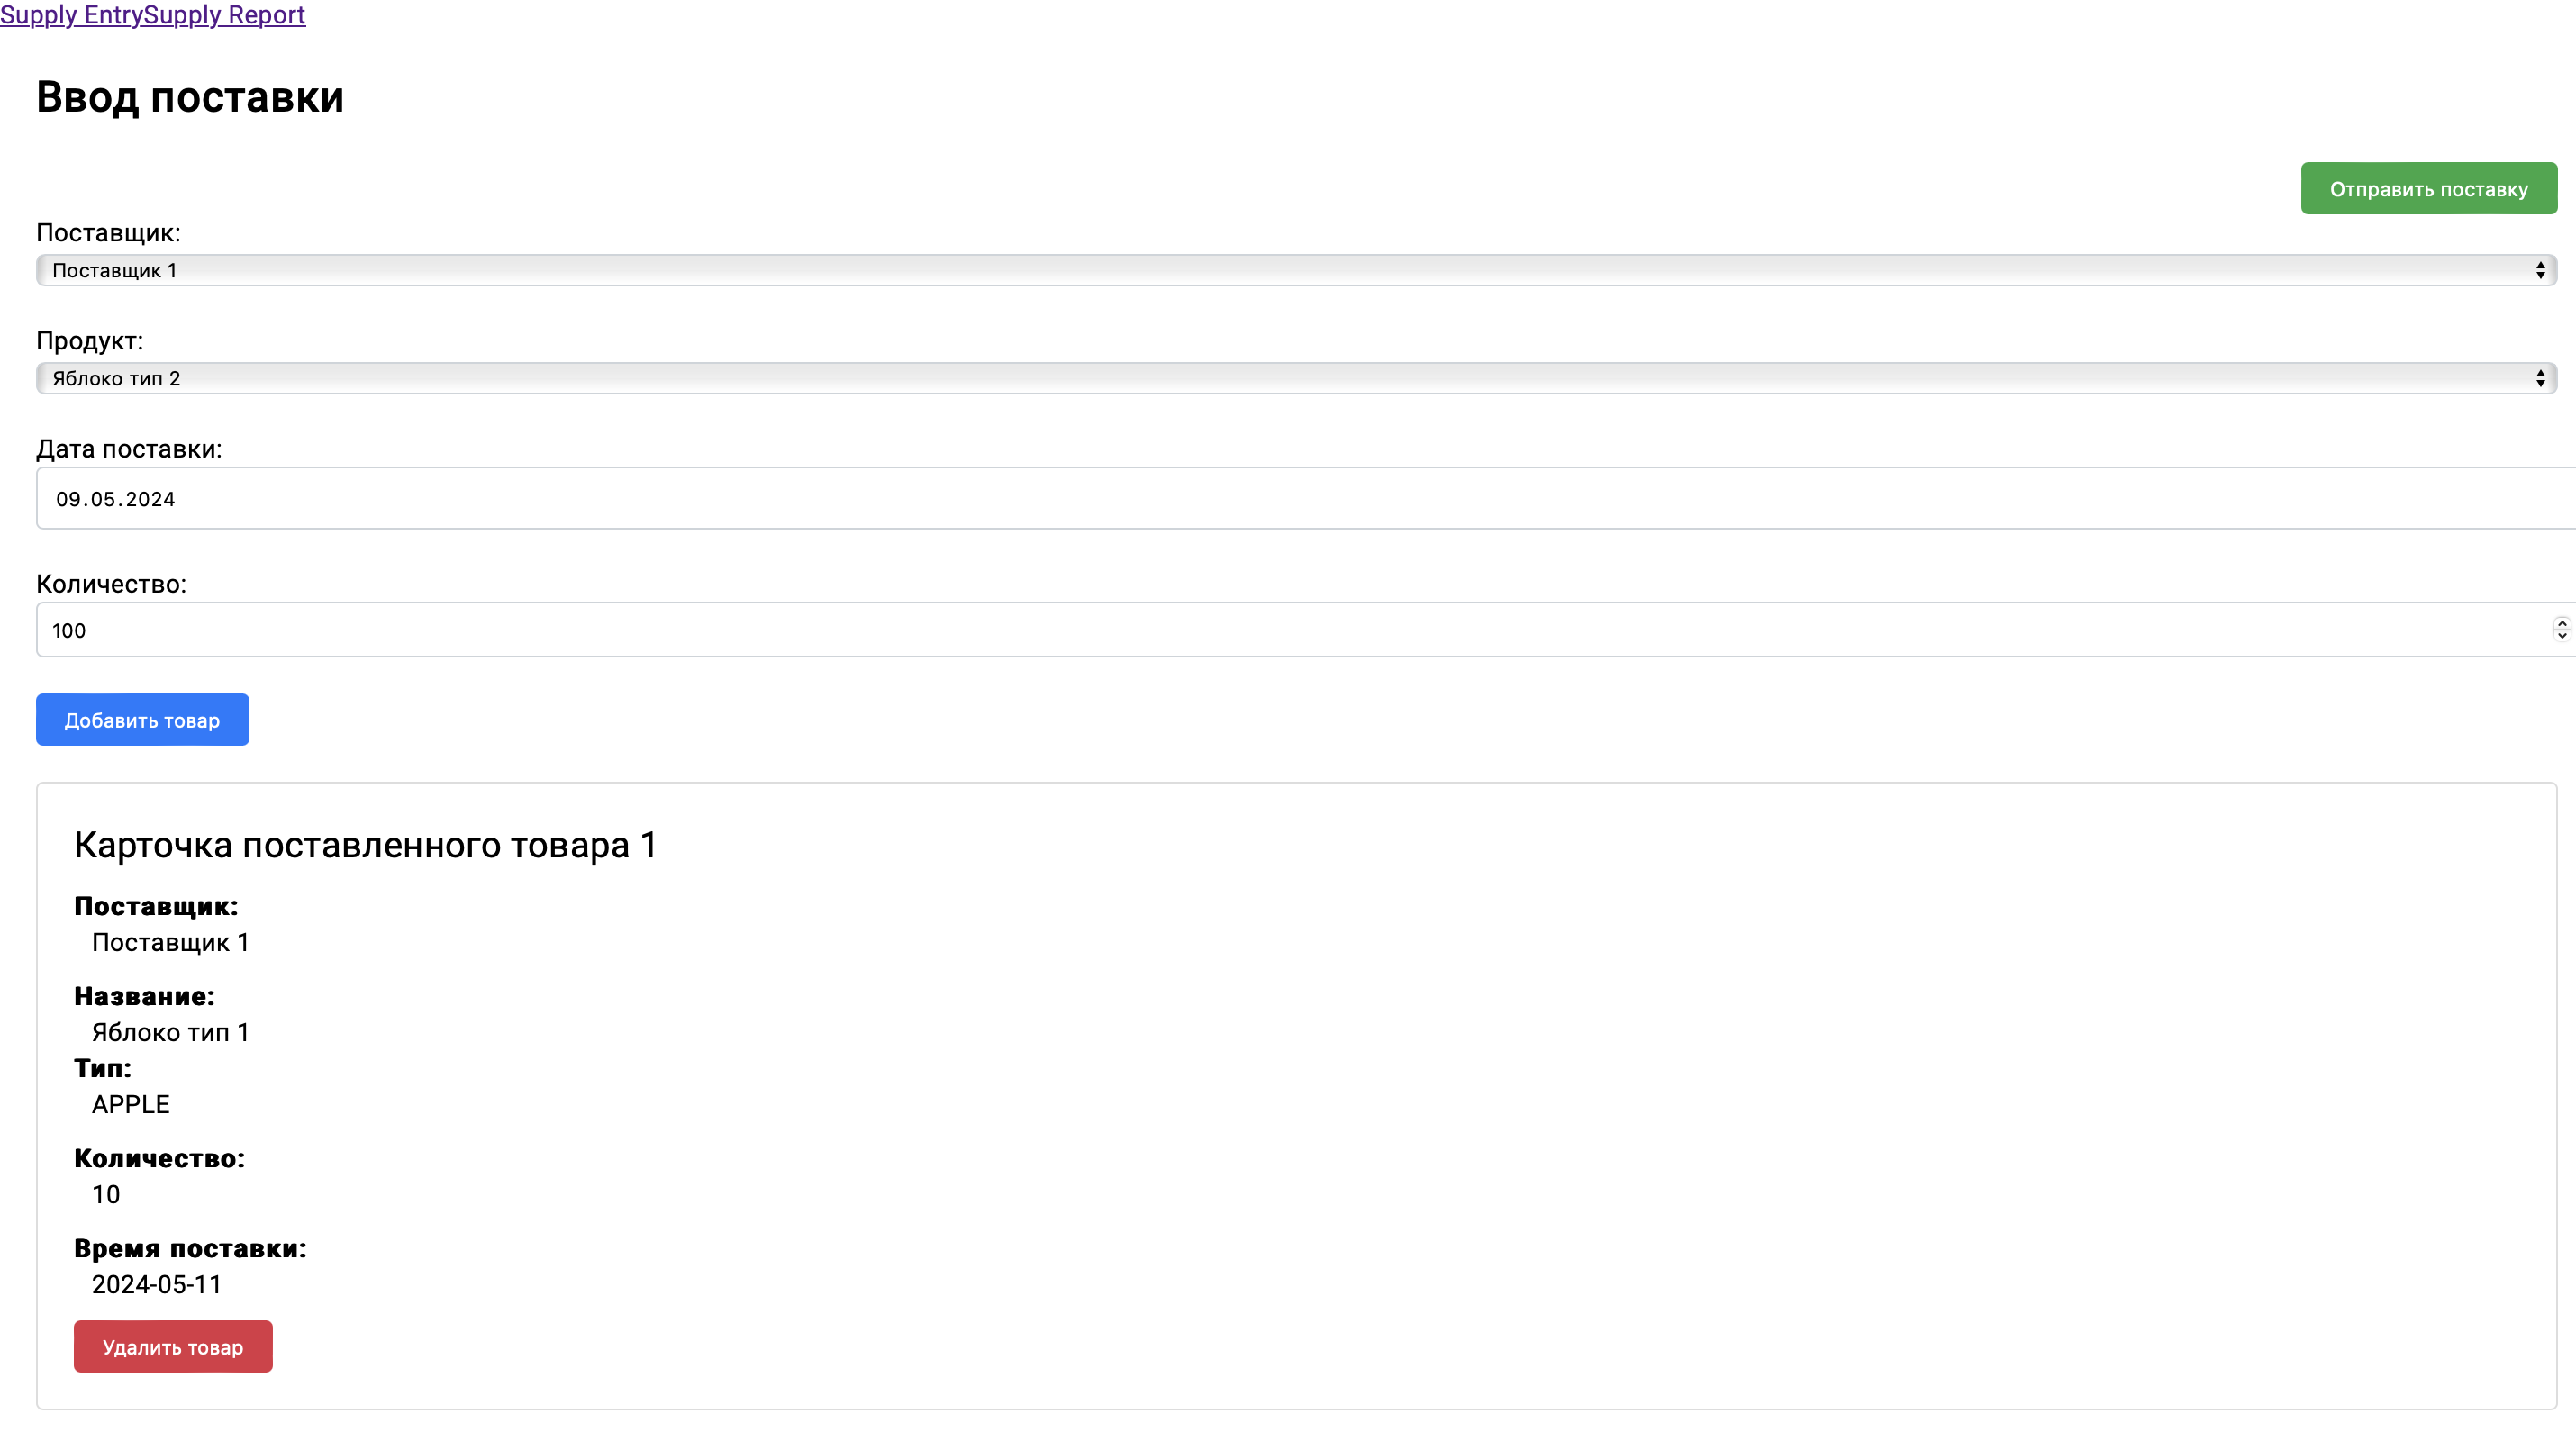 Supply EntrySupply Report
Ввод поставки
Отправить поставку
Поставщик:
Поставщик 1
Продукт:
Яблоко тип 2
Дата поставки:
09.05.2024
Количество:
100
Добавить товар
Карточка поставленного товара 1
Поставщик:
Поставщик 1
Название:
Яблоко тип 1
Тип:
APPLE
Количество:
10
Время поставки:
2024-05-11
Удалить товар